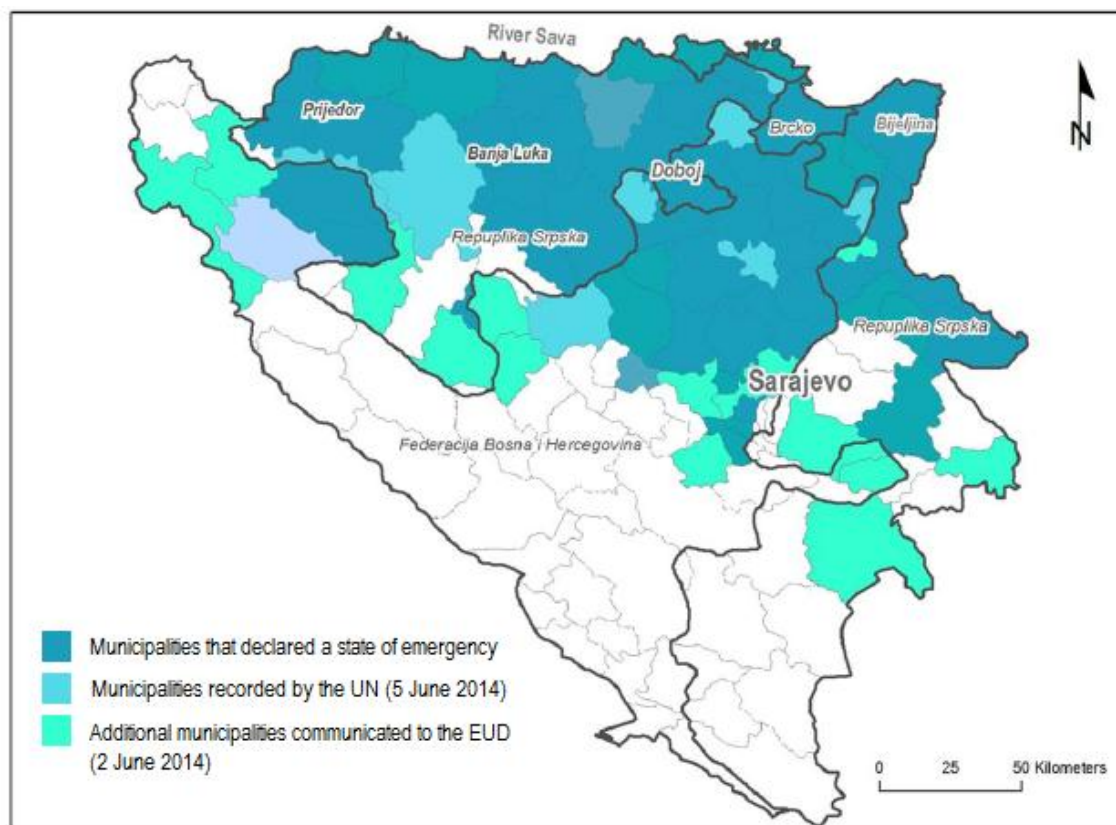 River Sava
N
Prijedor
Banja Luka
Brcko
Bijeljina
Doboj
Repuplika Srpska
Repuplika Srpska
Sarajevo
Federacija Bosna i Hercegovina
Municipalities that declared a state of emergency
Municipalities recorded by the UN (5 June 2014)
Additional municipalities communicated to the EUD
(2 June 2014)
0 25 50 Kilometers